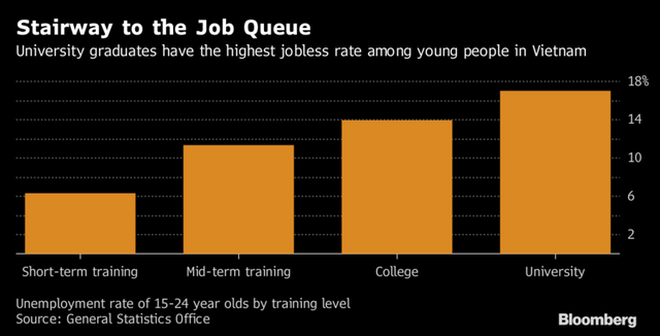 Stairway to the Job Queue
University graduates have the highest jobless rate among young people in Vietnam
18%
14
10
6
2
Short-term training
Mid-term training
College
University
Unemployment rate of 15-24 year olds by training level
Source: General Statistics Office
Bloomberg